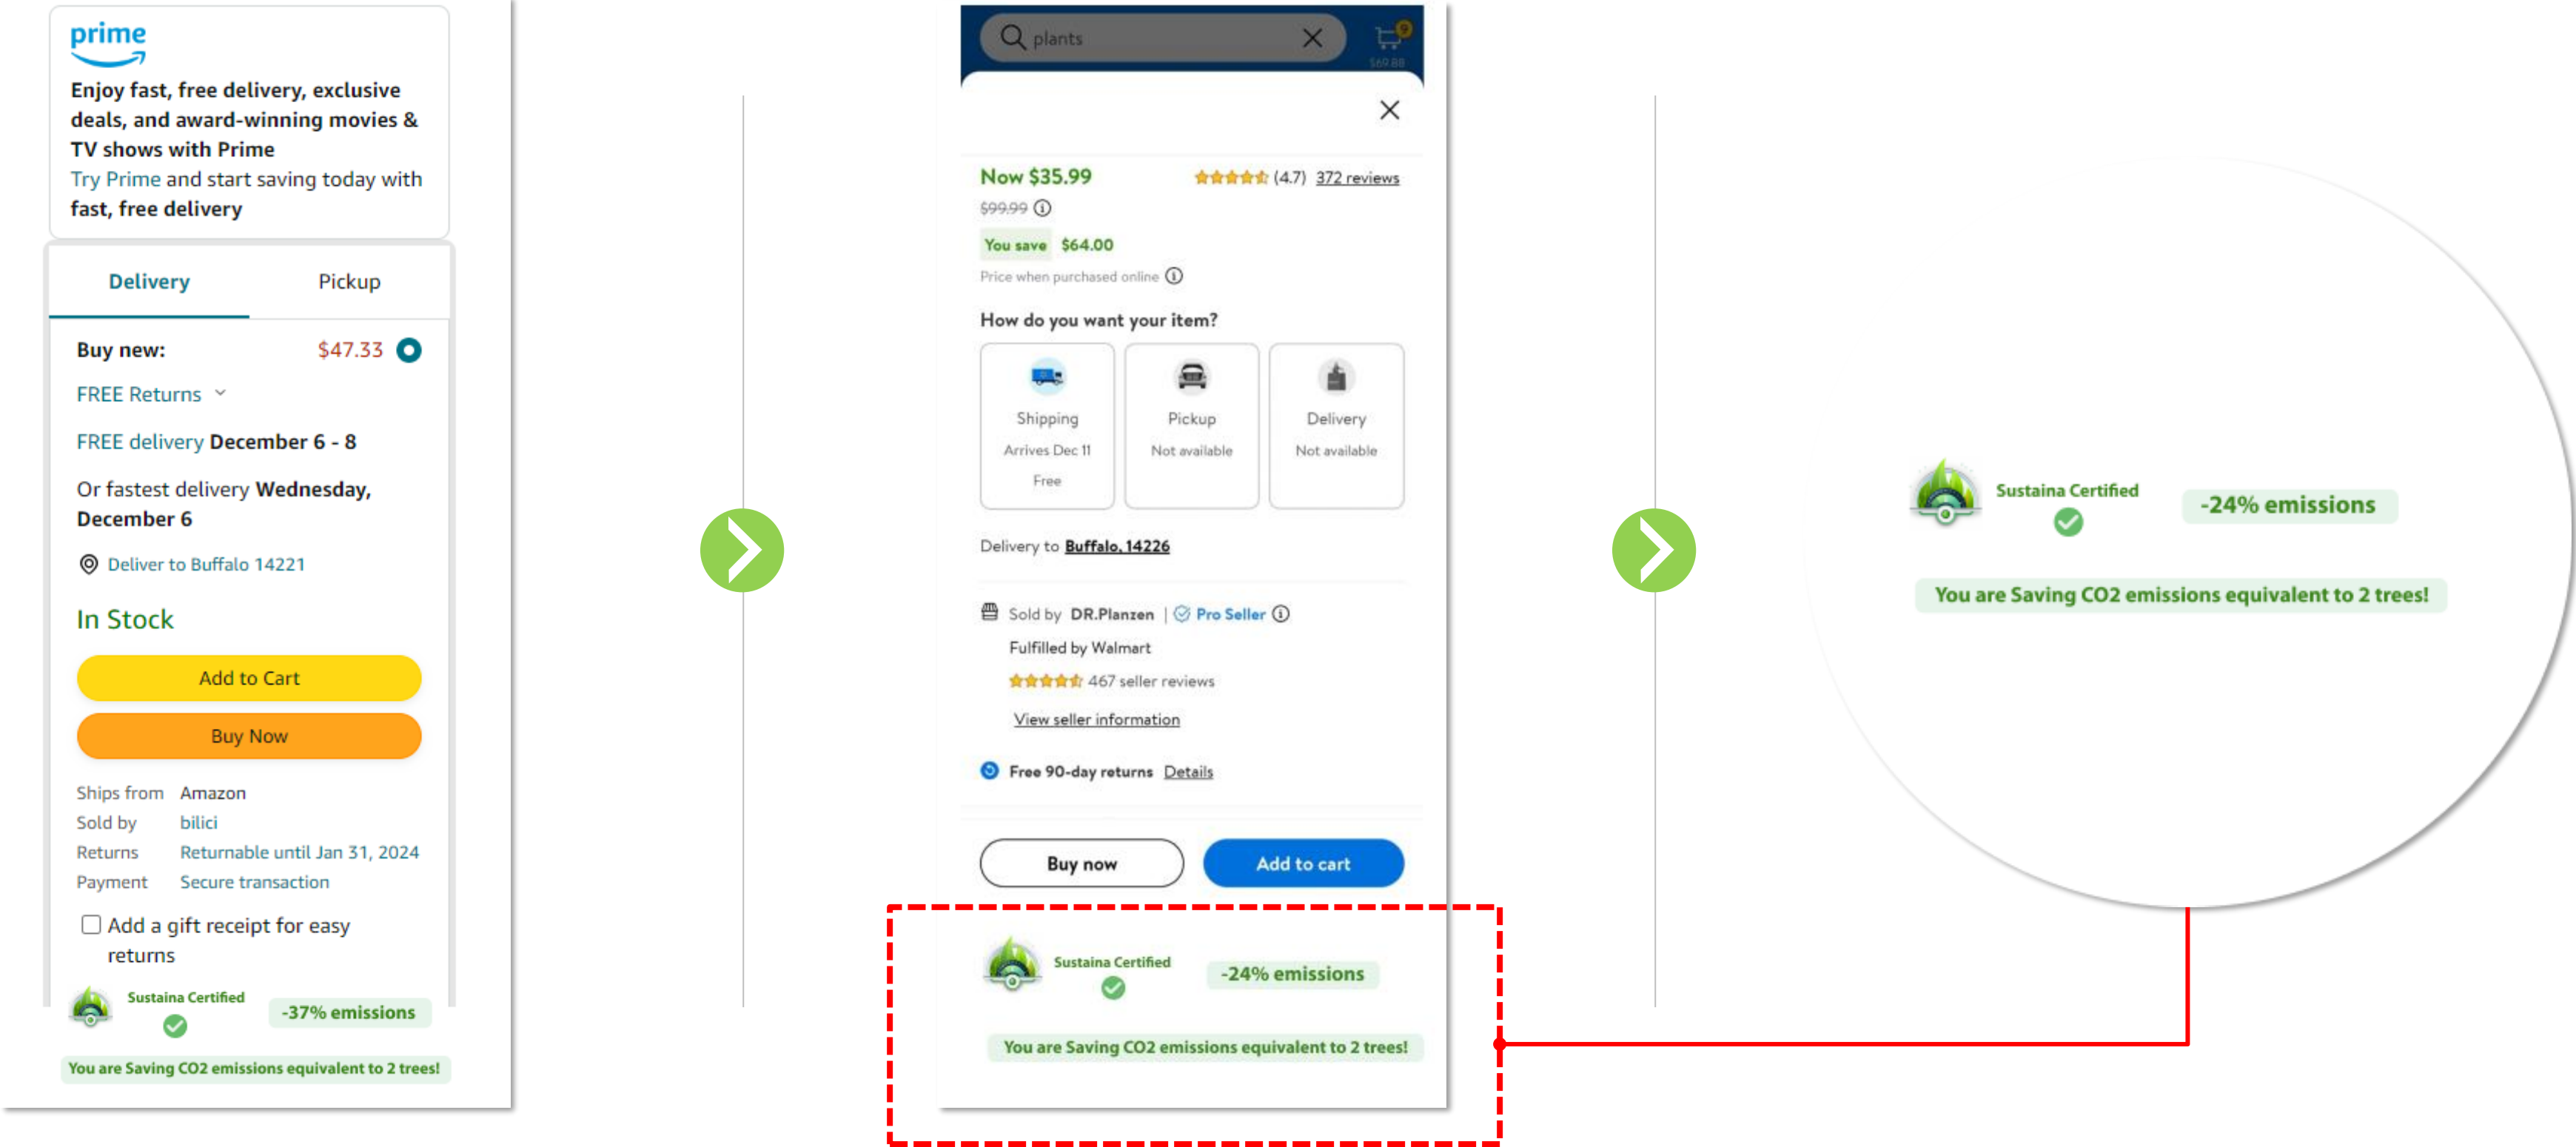 prime
Enjoy fast, free delivery, exclusive
deals, and award-winning movies &
TV shows with Prime
Try Prime and start saving today with
fast, free delivery
Delivery Pickup
Buy new: $47.33
FREE Returns
FREE delivery December 6 - 8
Or fastest delivery Wednesday,
December 6
Deliver to Buffalo 14221
In Stock
Add to Cart
Buy Now
Ships from Amazon
Sold by bilici
Returns Returnable until Jan 31, 2024
Payment Secure transaction
Add a gift receipt for easy
returns
Sustaina Certified
-37% emissions
You are Saving CO2 emissions equivalent to 2 trees!
plants
9
$69.88
Now $35.99 (4.7) 372 reviews
$99.99
You save $64.00
Price when purchased online
How do you want your item?
Shipping
Arrives Dec 11
Free
Pickup
Not available
Delivery
Not available
Delivery to Buffalo, 14226
Sold by DR.Planzen | Pro Seller
Fulfilled by Walmart
467 seller reviews
View seller information
Free 90-day returns Details
Buy now Add to cart
Sustaina Certified
-24% emissions
You are Saving CO2 emissions equivalent to 2 trees!
Sustaina Certified
-24% emissions
You are Saving CO2 emissions equivalent to 2 trees!